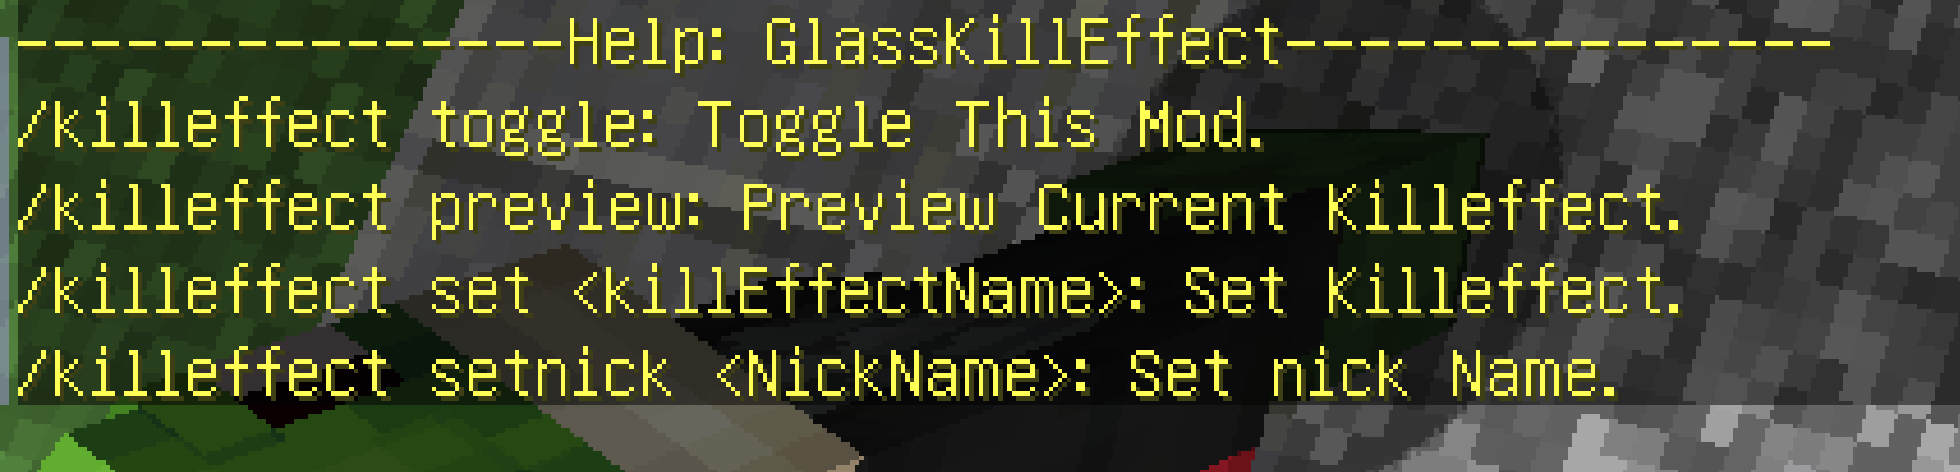 ---------------Help: GlassKillEffect---------------
/killeffect toggle: Toggle This Mod.
/killeffect preview: Preview Current Killeffect.
/killeffect set <killEffectName>: Set Killeffect.
/killeffect setnick <NickName>: Set nick Name.